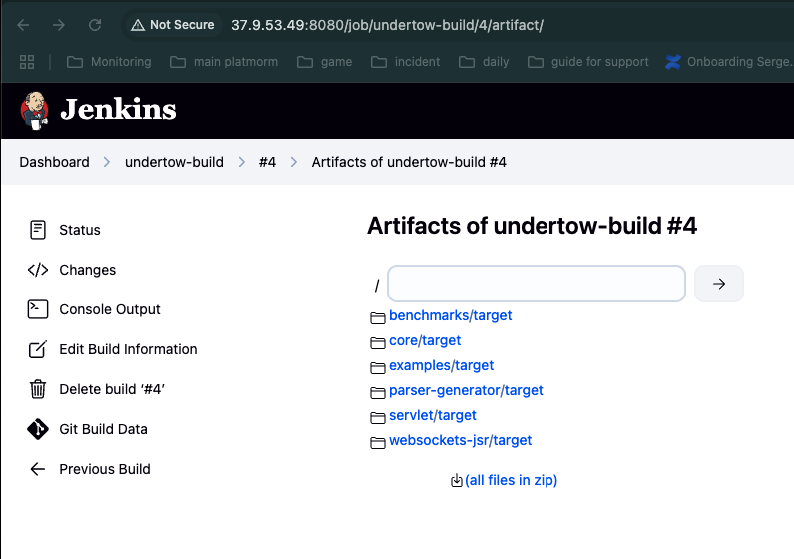 Not Secure 37.9.53.49:8080/job/undertow-build/4/artifact/
Monitoring main platmorm game incident daily guide for support Onboarding Serge.
Jenkins
Dashboard > undertow-build > #4 > Artifacts of undertow-build #4
Status
Changes
Console Output
Edit Build Information
Delete build ‘#4’
Git Build Data
Previous Build
Artifacts of undertow-build #4
/
benchmarks/target
core/target
examples/target
parser-generator/target
servlet/target
websockets-jsr/target
(all files in zip)